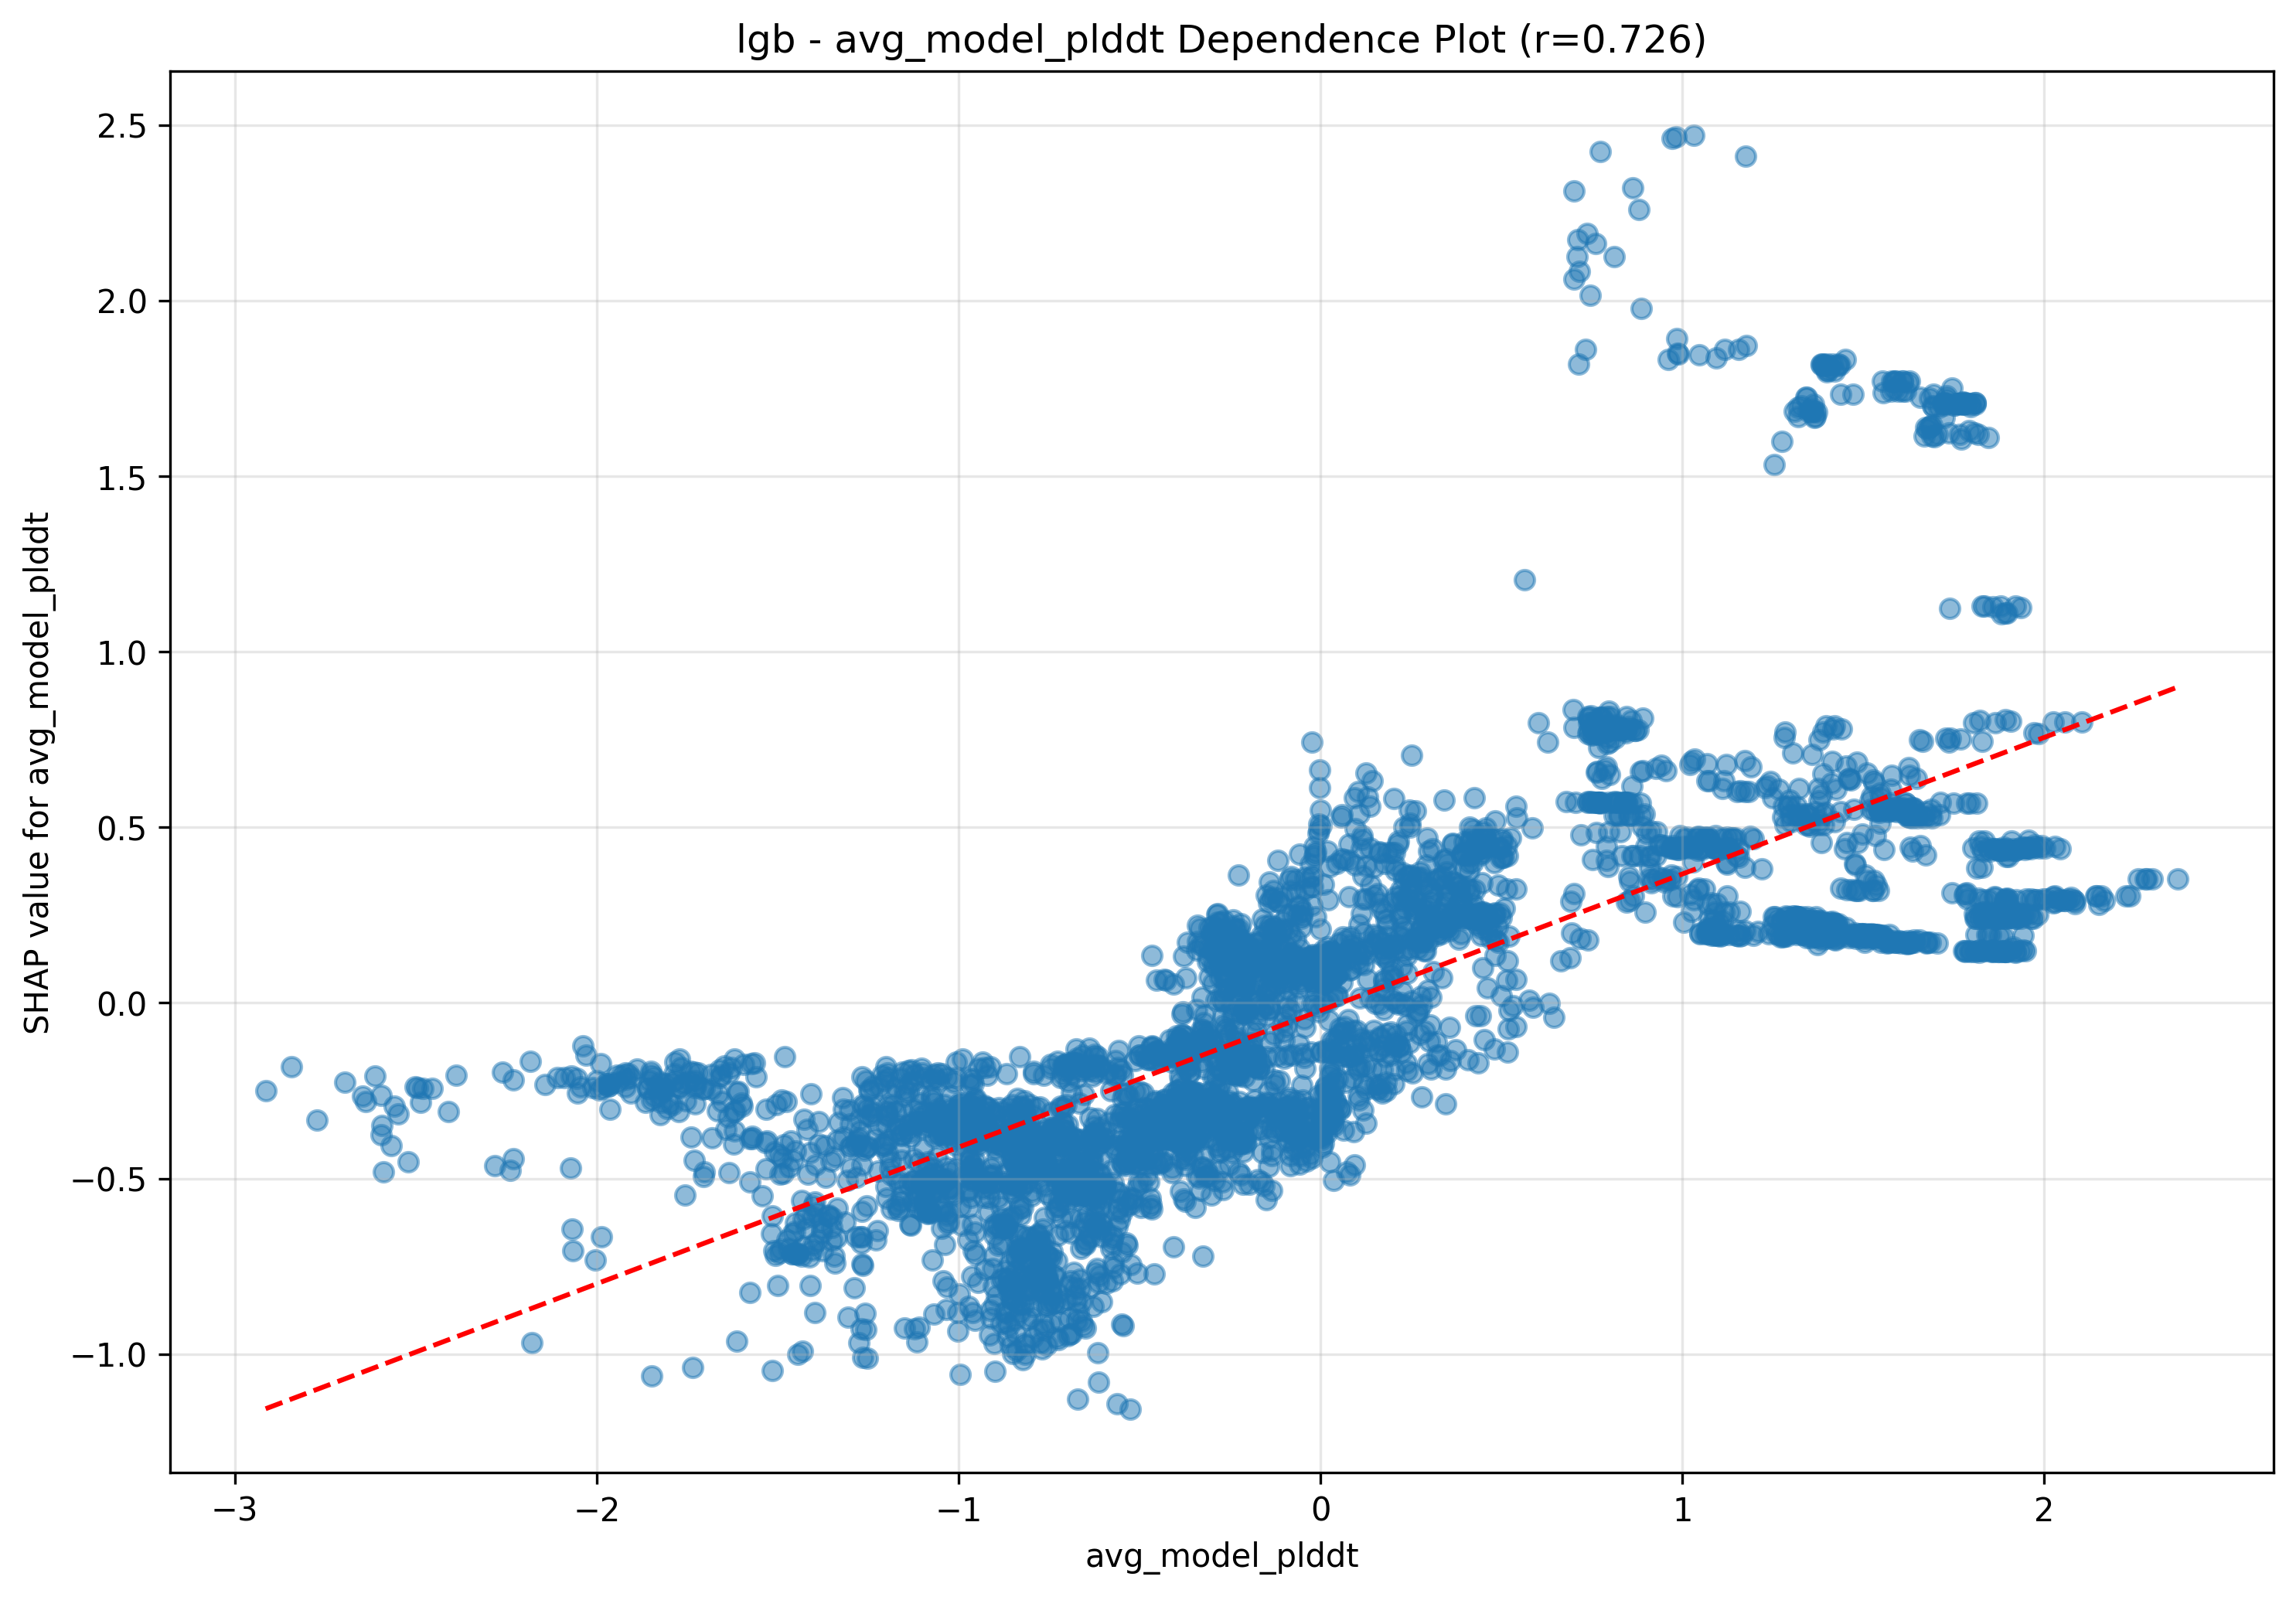 lgb - avg_model_plddt Dependence Plot (r=0.726)
SHAP value for avg_model_plddt
2.5
2.0
1.5
1.0
0.5
0.0
−0.5
−1.0
−3 −2 −1 0 1 2
avg_model_plddt